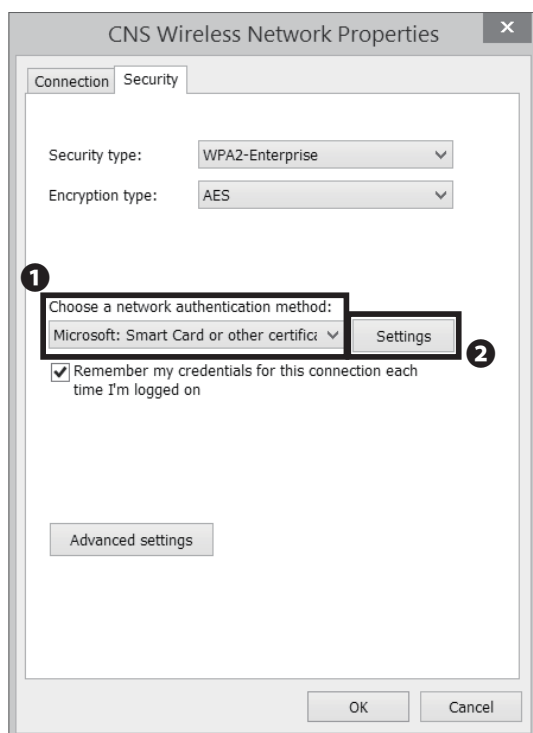 CNS Wireless Network Properties
Connection Security
Security type: WPA2-Enterprise
Encryption type: AES
1
Choose a network authentication method:
Microsoft: Smart Card or other certifica Settings
2
Remember my credentials for this connection each
time I'm logged on
Advanced settings
OK Cancel